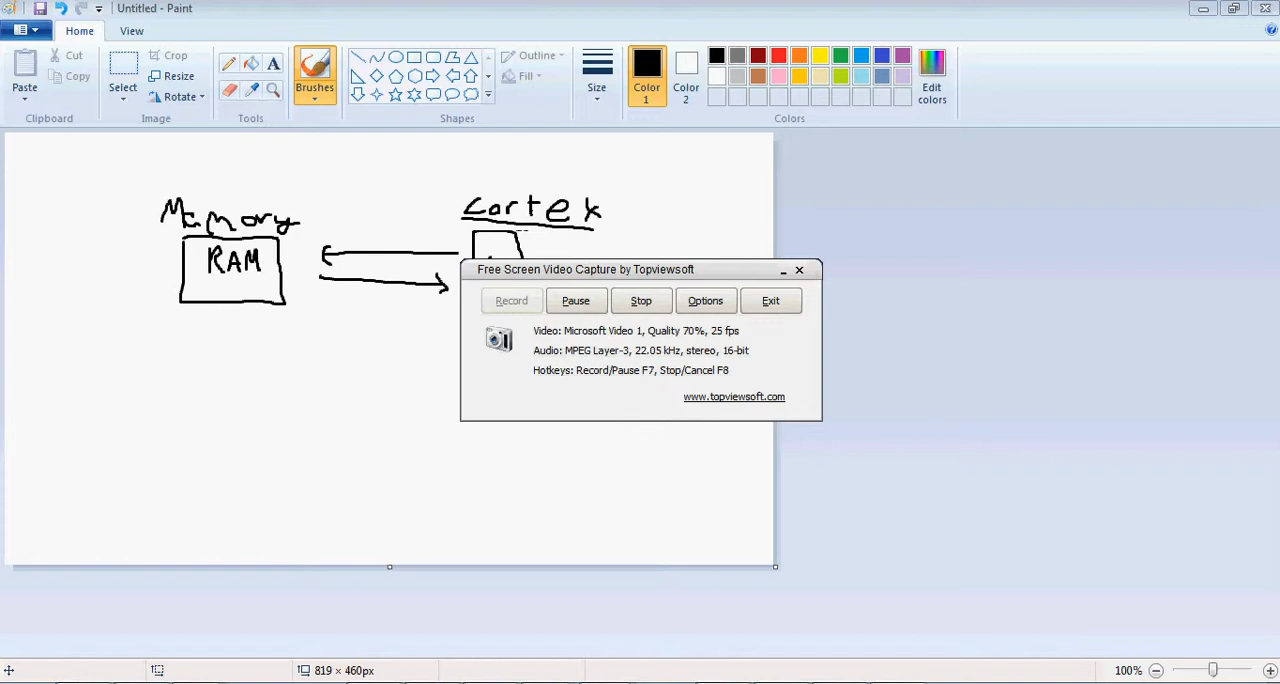 Untitled - Paint
Home View
Paste
Cut
Copy
Clipboard
Select
Crop
Resize
Rotate
Image
Tools
Brushes
Shapes
Outline
Fill
Size
Color 1
Color 2
Edit colors
Colors
Memory
RAM
Cortex
Free Screen Video Capture by Topviewsoft
Record Pause Stop Options Exit
Video: Microsoft Video 1, Quality 70%, 25 fps
Audio: MPEG Layer-3, 22.05 kHz, stereo, 16-bit
Hotkeys: Record/Pause F7, Stop/Cancel F8
www.topviewsoft.com
819 × 460px
100%